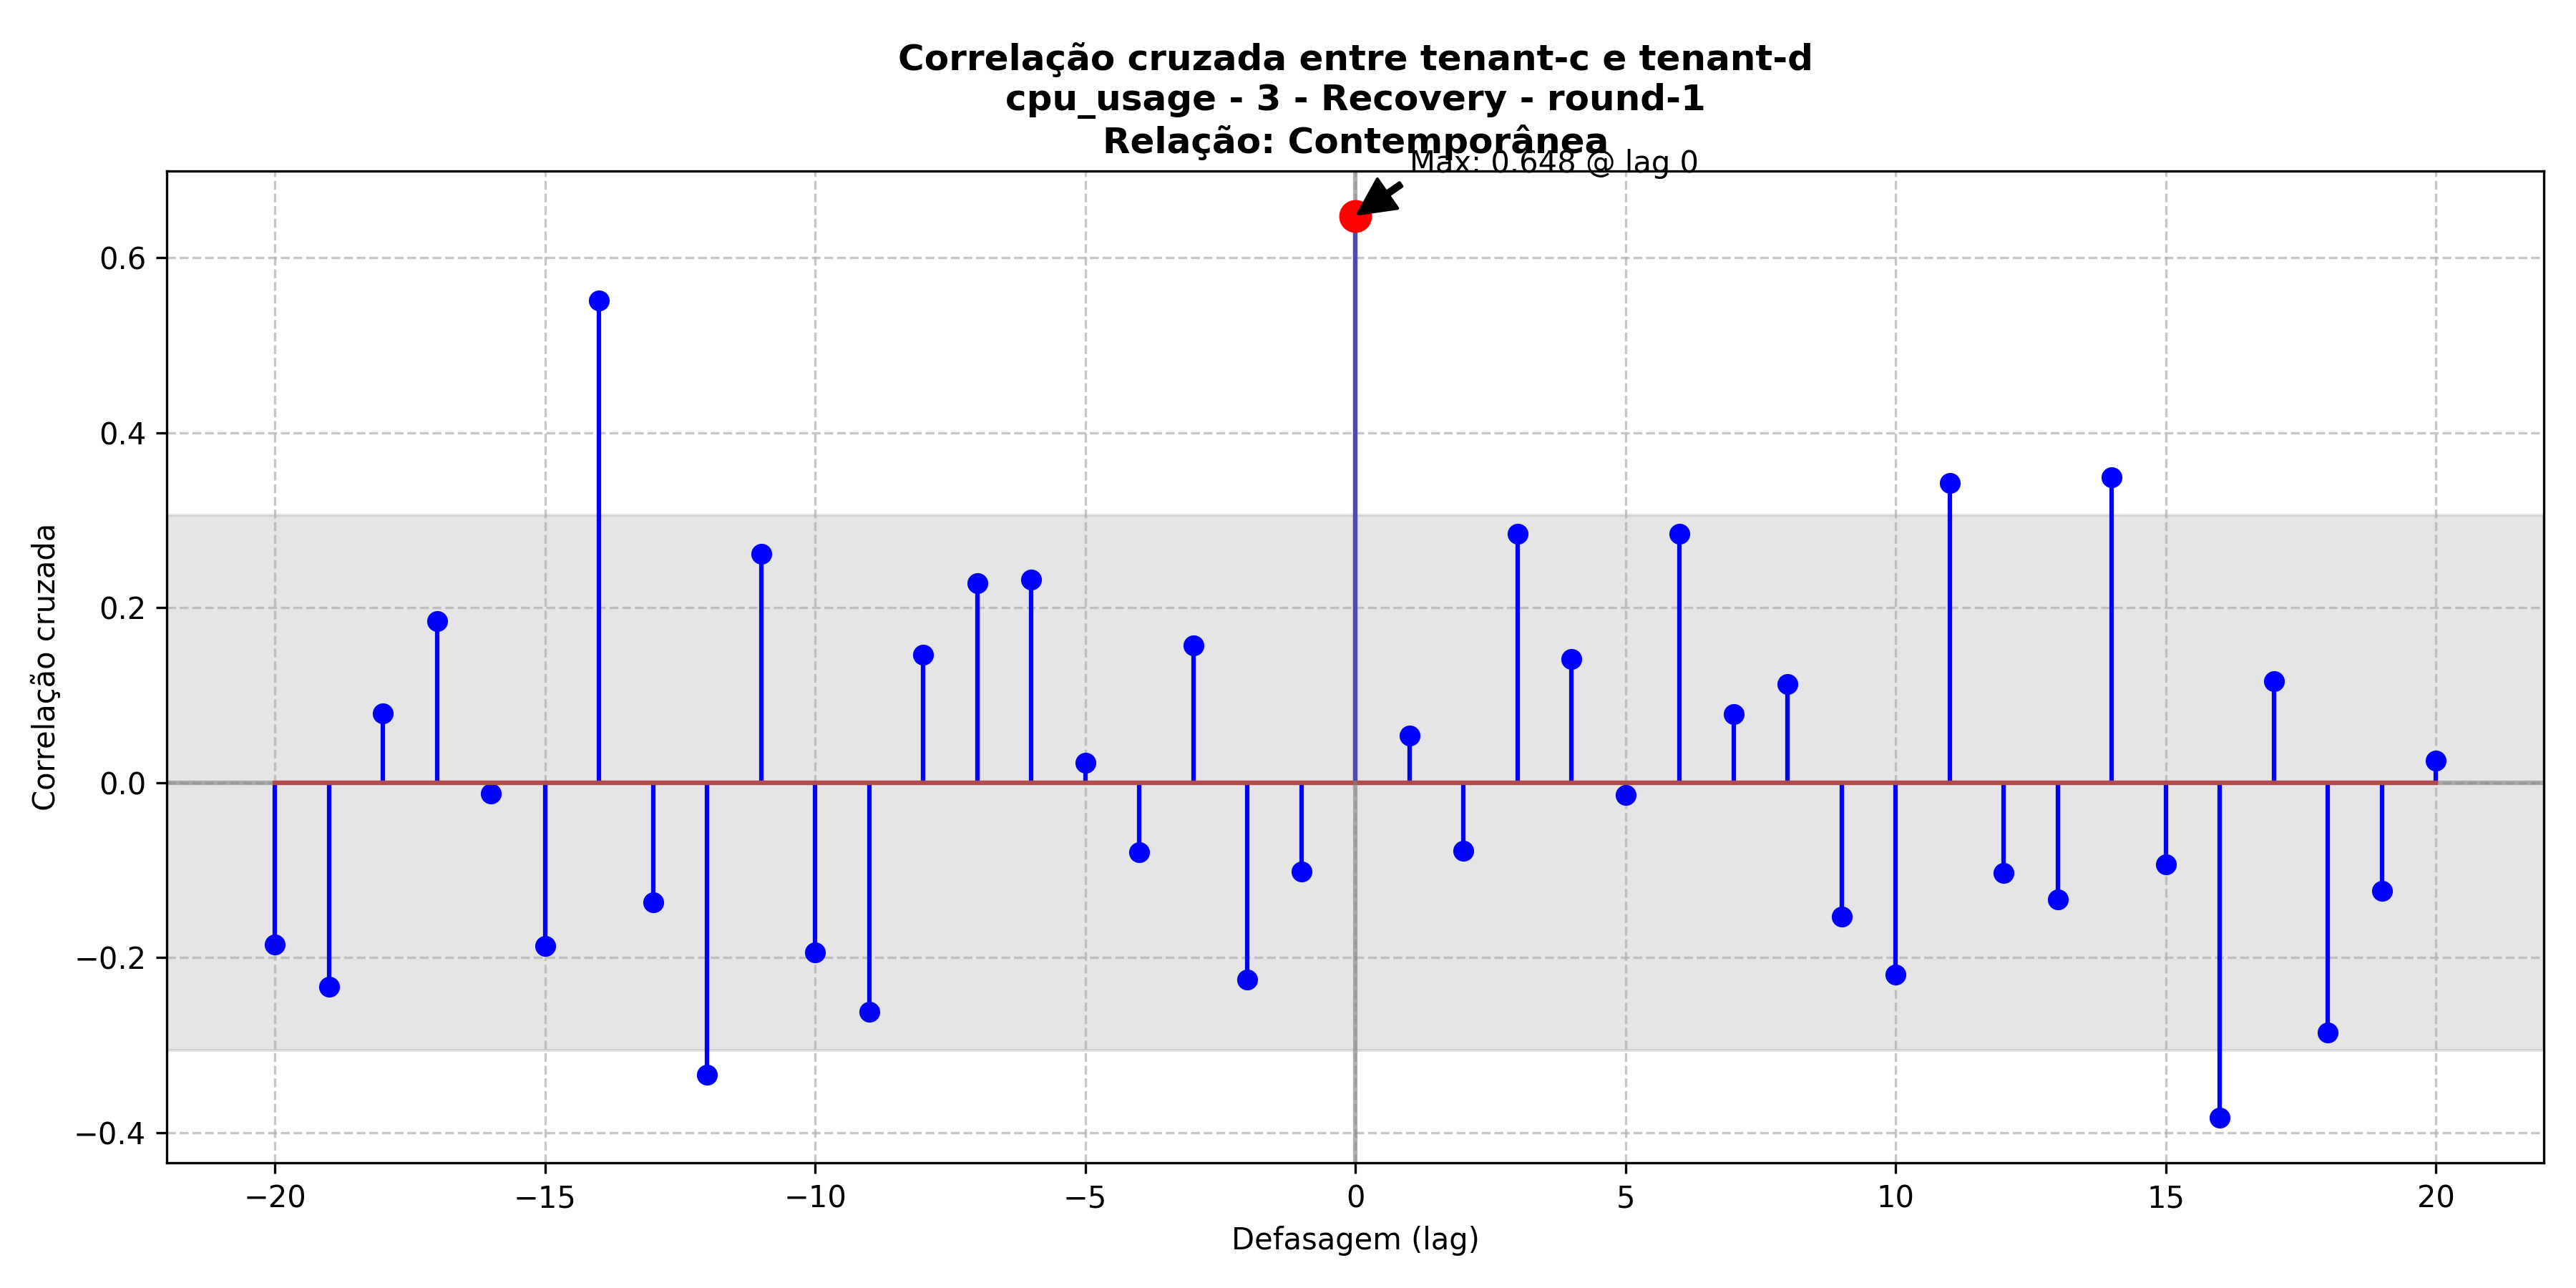 Correlação cruzada entre tenant-c e tenant-d
cpu_usage - 3 - Recovery - round-1
Relação: Contemporânea
Max: 0.648 @ lag 0
0.6
0.4
0.2
0.0
−0.2
−0.4
Correlação cruzada
−20 −15 −10 −5 0 5 10 15 20
Defasagem (lag)